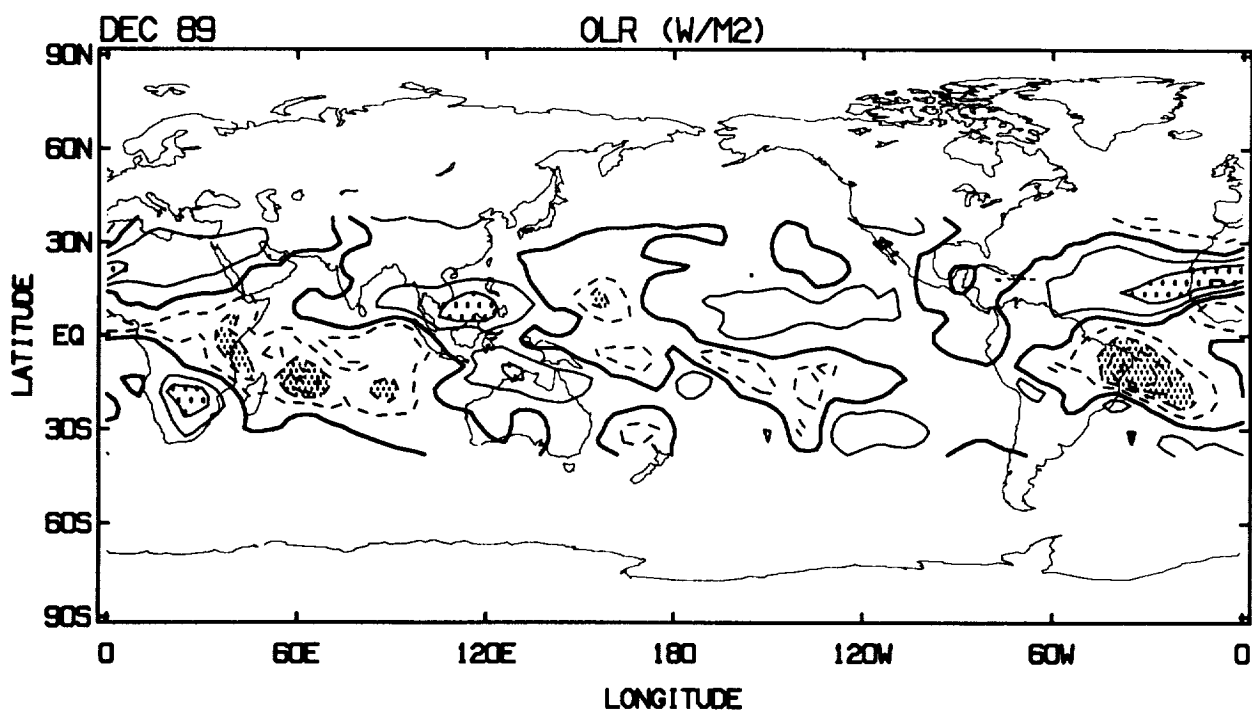 DEC 89
OLR (W/M2)
90N
60N
30N
EQ
30S
60S
90S
LATITUDE
0 60E 120E 180 120W 60W 0
LONGITUDE